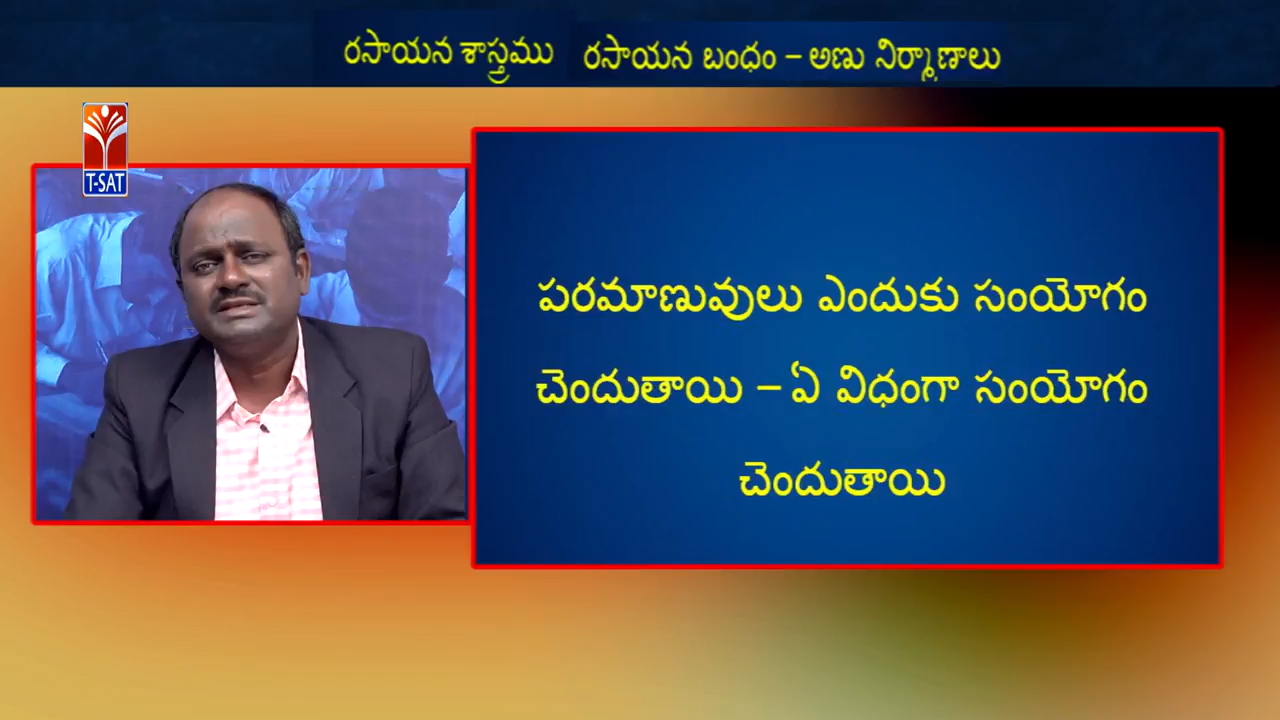 రసాయన శాస్త్రము రసాయన బంధం – అణు నిర్మాణాలు
T-SAT
పరమాణువులు ఎందుకు సంయోగం
చెందుతాయి – ఏ విధంగా సంయోగం
చెందుతాయి